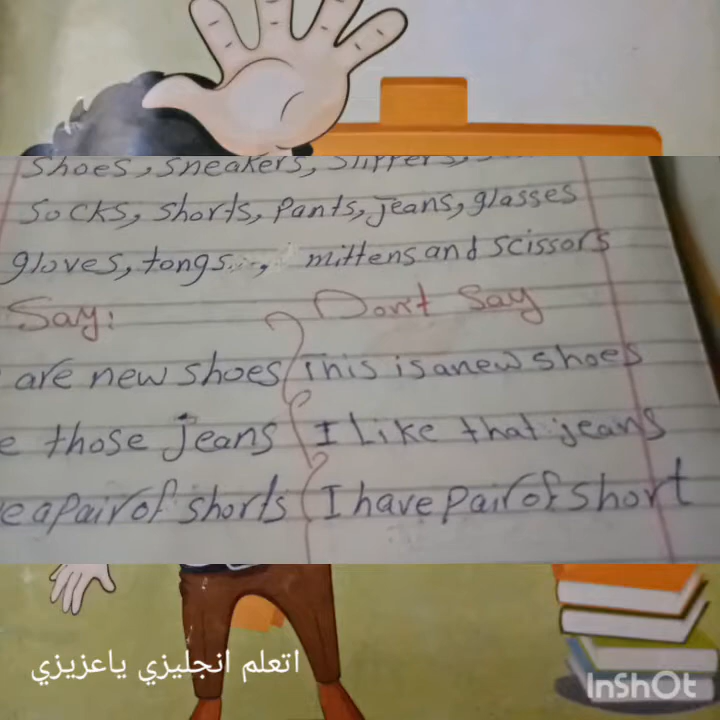 shoes, sneakers, slippers,
socks, shorts, pants, jeans, glasses
gloves, tongs, mittens and scissors
Say: Don't Say
are new shoes This is a new shoes
those jeans I like that jeans
a pair of shorts I have pair of short
اتعلم انجليزي ياعزيزي
InShOt